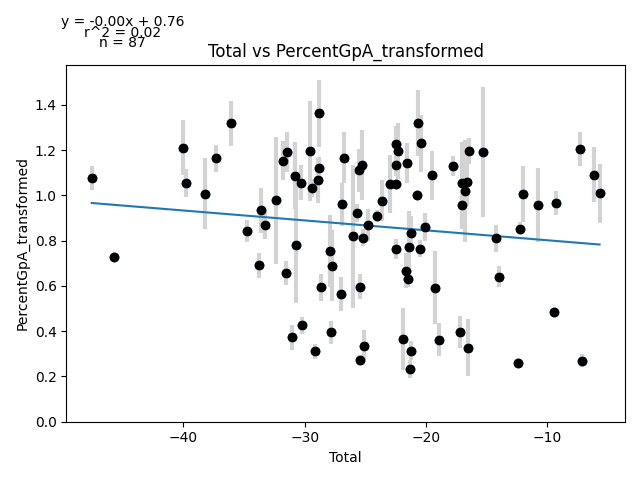 y = -0.00x + 0.76
r^2 = 0.02
n = 87
Total vs PercentGpA_transformed
PercentGpA_transformed
1.4
1.2
1.0
0.8
0.6
0.4
0.2
0.0
−40
−30
−20
−10
Total